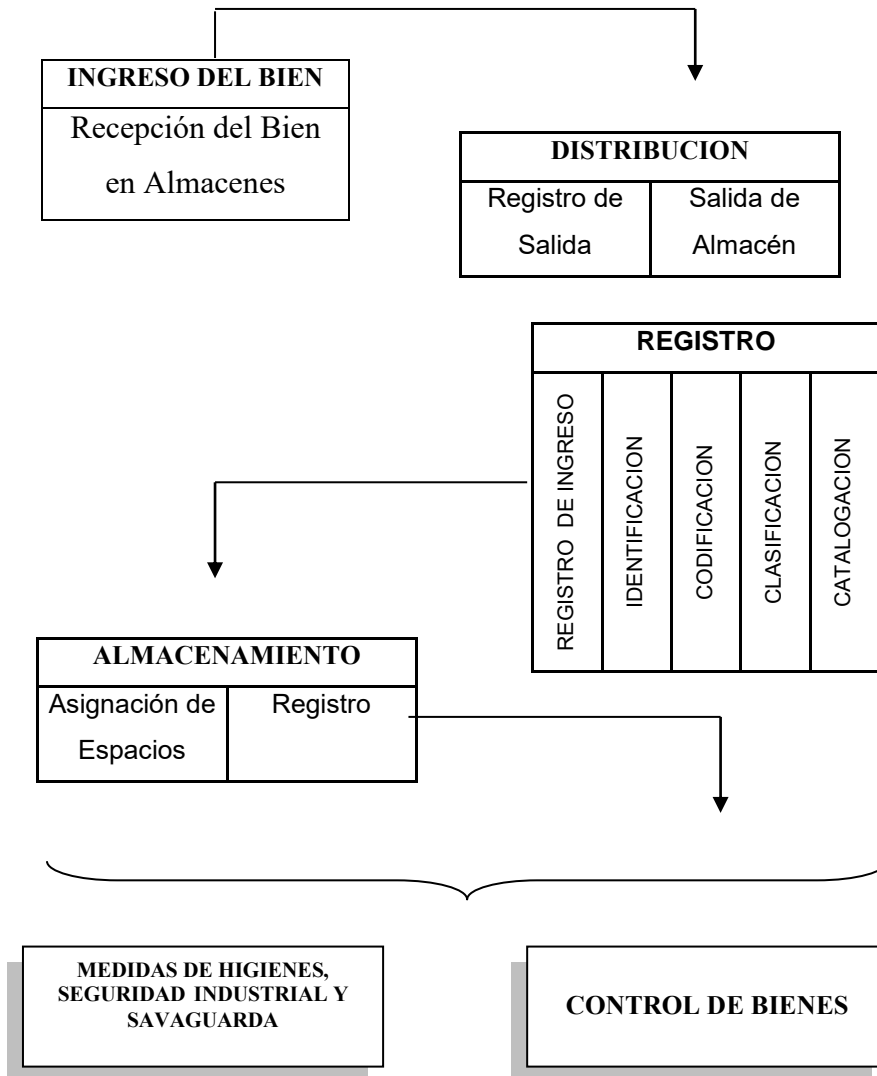 INGRESO DEL BIEN
Recepción del Bien
en Almacenes
DISTRIBUCION
Registro de
Salida
Salida de
Almacén
REGISTRO
REGISTRO DE INGRESO
IDENTIFICACION
CODIFICACION
CLASIFICACION
CATALOGACION
ALMACENAMIENTO
Asignación de
Espacios
Registro
MEDIDAS DE HIGIENES,
SEGURIDAD INDUSTRIAL Y
SAVAGUARDA
CONTROL DE BIENES